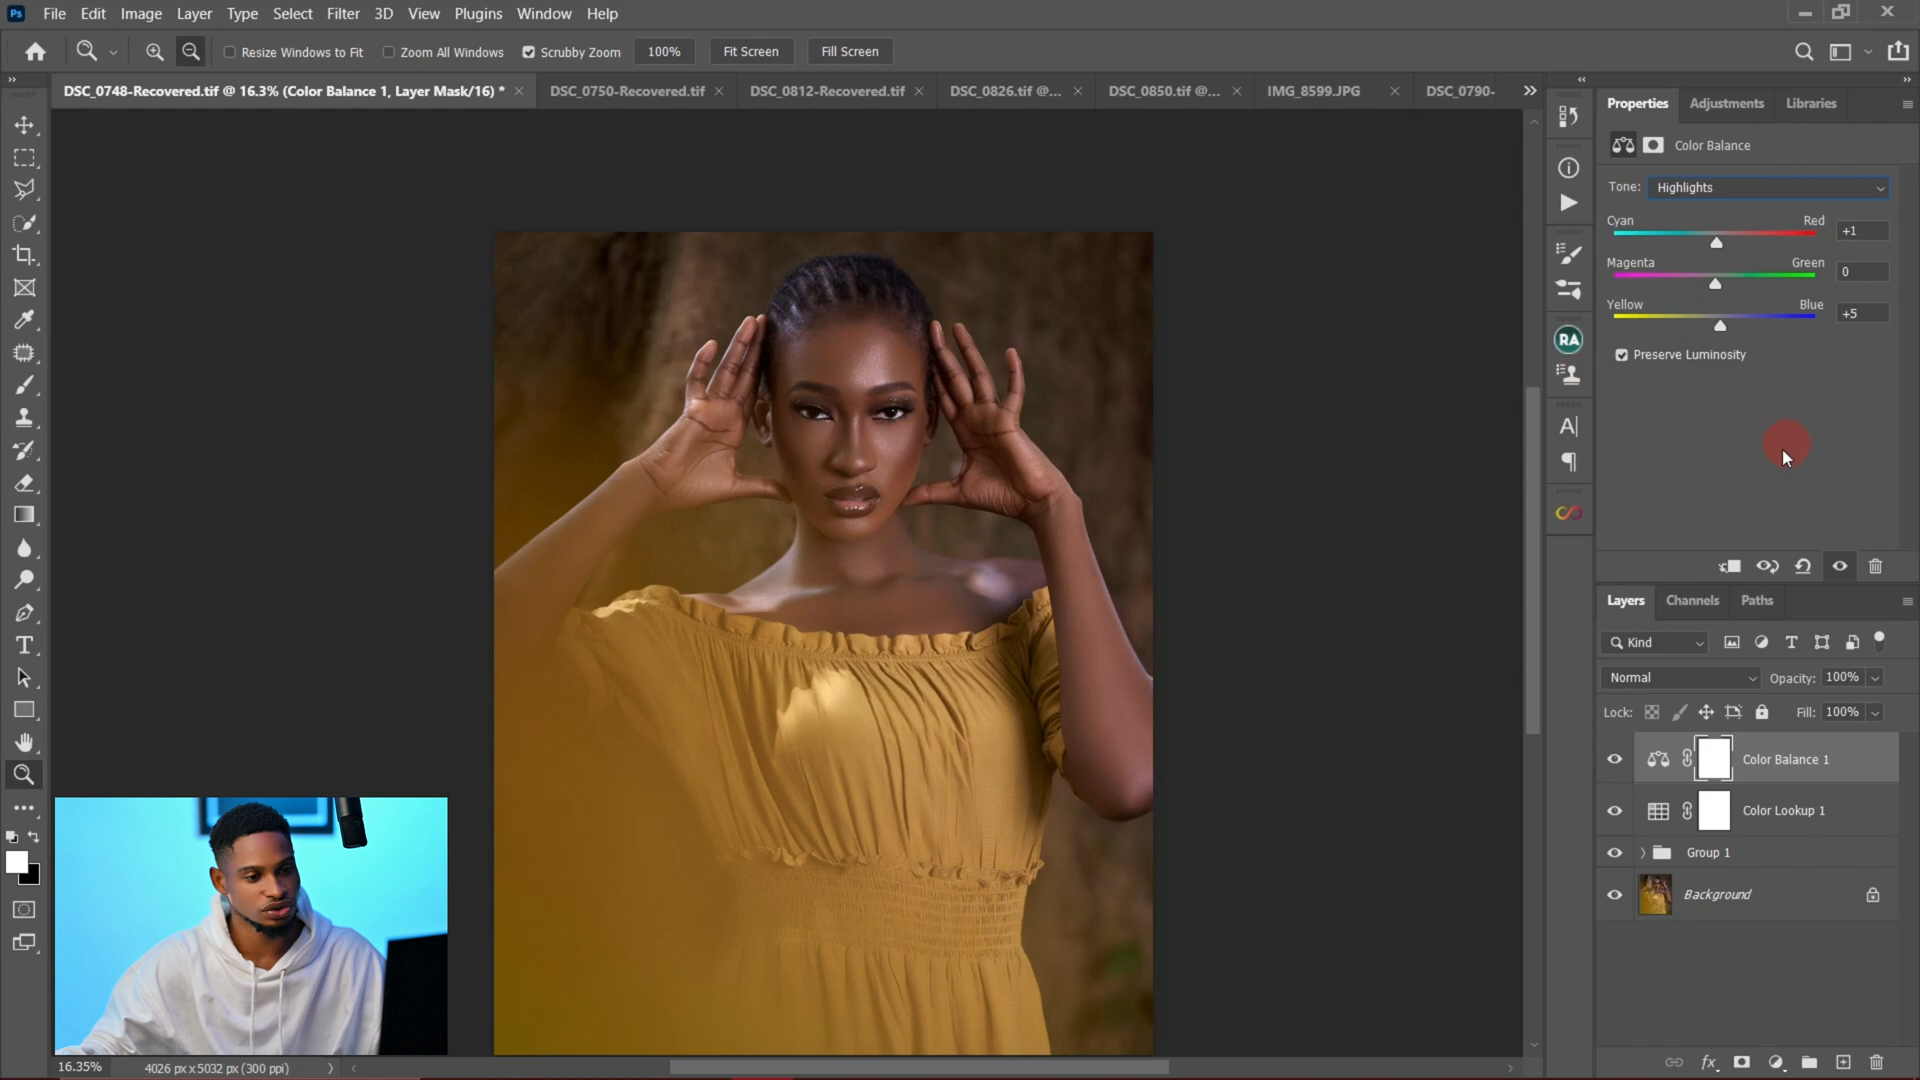 Ps File Edit Image Layer Type Select Filter 3D View Plugins Window Help
Resize Windows to Fit Zoom All Windows Scrubby Zoom 100% Fit Screen Fill Screen
DSC_0748-Recovered.tif @ 16.3% (Color Balance 1, Layer Mask/16) * DSC_0750-Recovered.tif DSC_0812-Recovered.tif DSC_0826.tif @... DSC_0850.tif @... IMG_8599.JPG DSC_0790-
Properties Adjustments Libraries
Color Balance
Tone: Highlights
Cyan Red +1
Magenta Green 0
Yellow Blue +5
Preserve Luminosity
RA
A|
Layers Channels Paths
Kind
Normal Opacity: 100%
Lock: Fill: 100%
Color Balance 1
Color Lookup 1
Group 1
Background
fx
16.35% 4026 px x 5032 px (300 ppi)